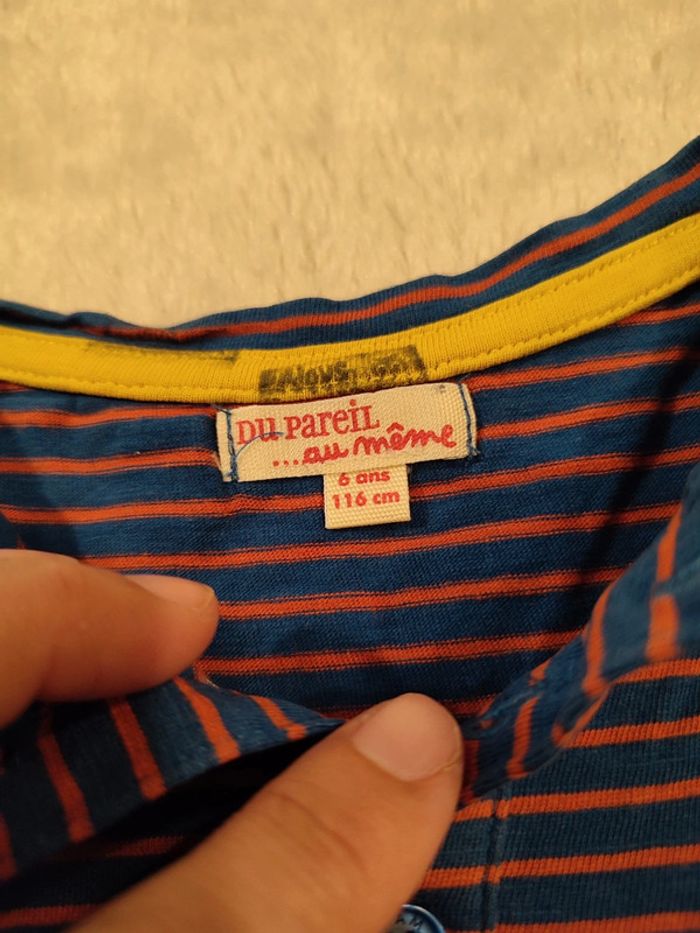 DU PAREIL
...au même
6 ans
116 cm